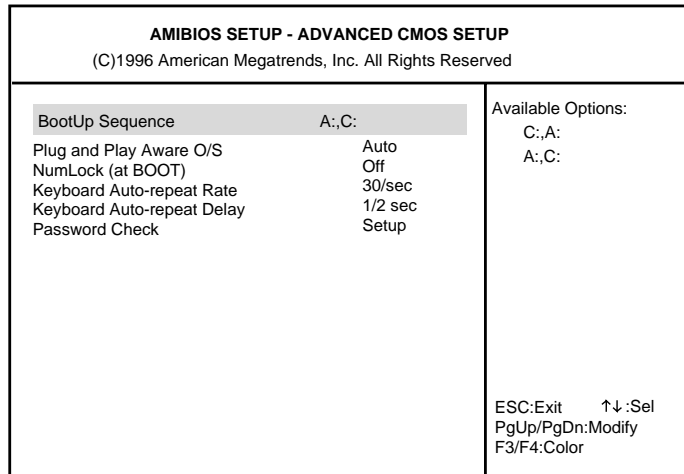 AMIBIOS SETUP - ADVANCED CMOS SETUP
(C)1996 American Megatrends, Inc. All Rights Reserved
BootUp Sequence A:,C:
Plug and Play Aware O/S Auto
NumLock (at BOOT) Off
Keyboard Auto-repeat Rate 30/sec
Keyboard Auto-repeat Delay 1/2 sec
Password Check Setup
Available Options:
C:,A:
A:,C:
ESC:Exit ↑↓:Sel
PgUp/PgDn:Modify
F3/F4:Color